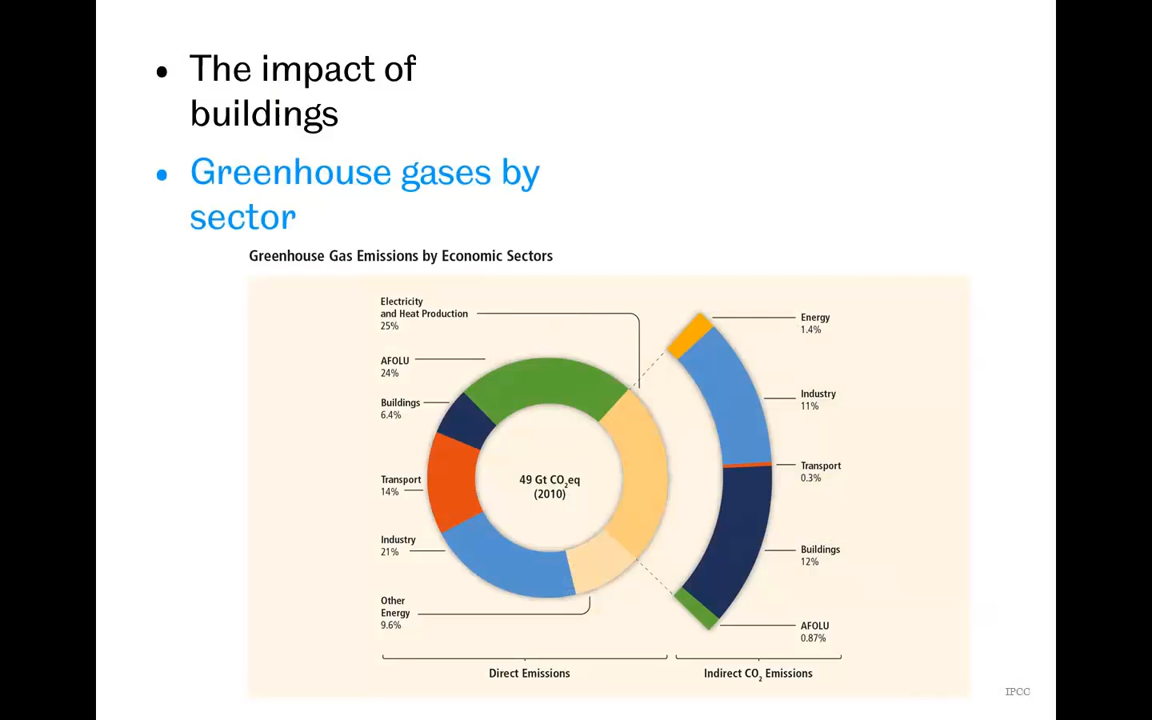 • The impact of
buildings
• Greenhouse gases by
sector
Greenhouse Gas Emissions by Economic Sectors
Electricity
and Heat Production
25%
AFOLU
24%
Buildings
6.4%
Transport
14%
Industry
21%
Other
Energy
9.6%
49 Gt CO₂eq
(2010)
Energy
1.4%
Industry
11%
Transport
0.3%
Buildings
12%
AFOLU
0.87%
Direct Emissions
Indirect CO₂ Emissions
IPCC